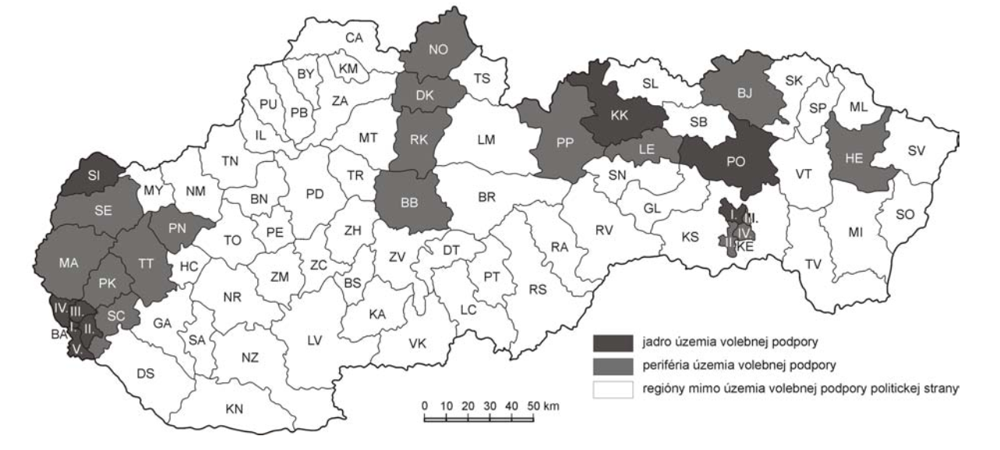 CA
NO
BY
KM
TS
SL
SK
PU
PB
ZA
DK
BJ
SP
ML
KK
SB
IL
MT
RK
LM
PP
LE
HE
SV
SI
TN
PO
MY
NM
TR
SN
VT
BN
PD
BB
BR
SE
GL
SO
PN
TO
PE
ZH
RV
KS
I.
III.
IV.
II.
KE
MI
MA
TT
HC
ZM
ZC
ZV
DT
RA
TV
PK
BS
PT
RS
NR
IV.
III.
SC
GA
KA
LC
I.
II.
BA
V.
SA
LV
VK
NZ
DS
KN
jadro územia volebnej podpory
periféria územia volebnej podpory
regióny mimo územia volebnej podpory politickej strany
0 10 20 30 40 50 km